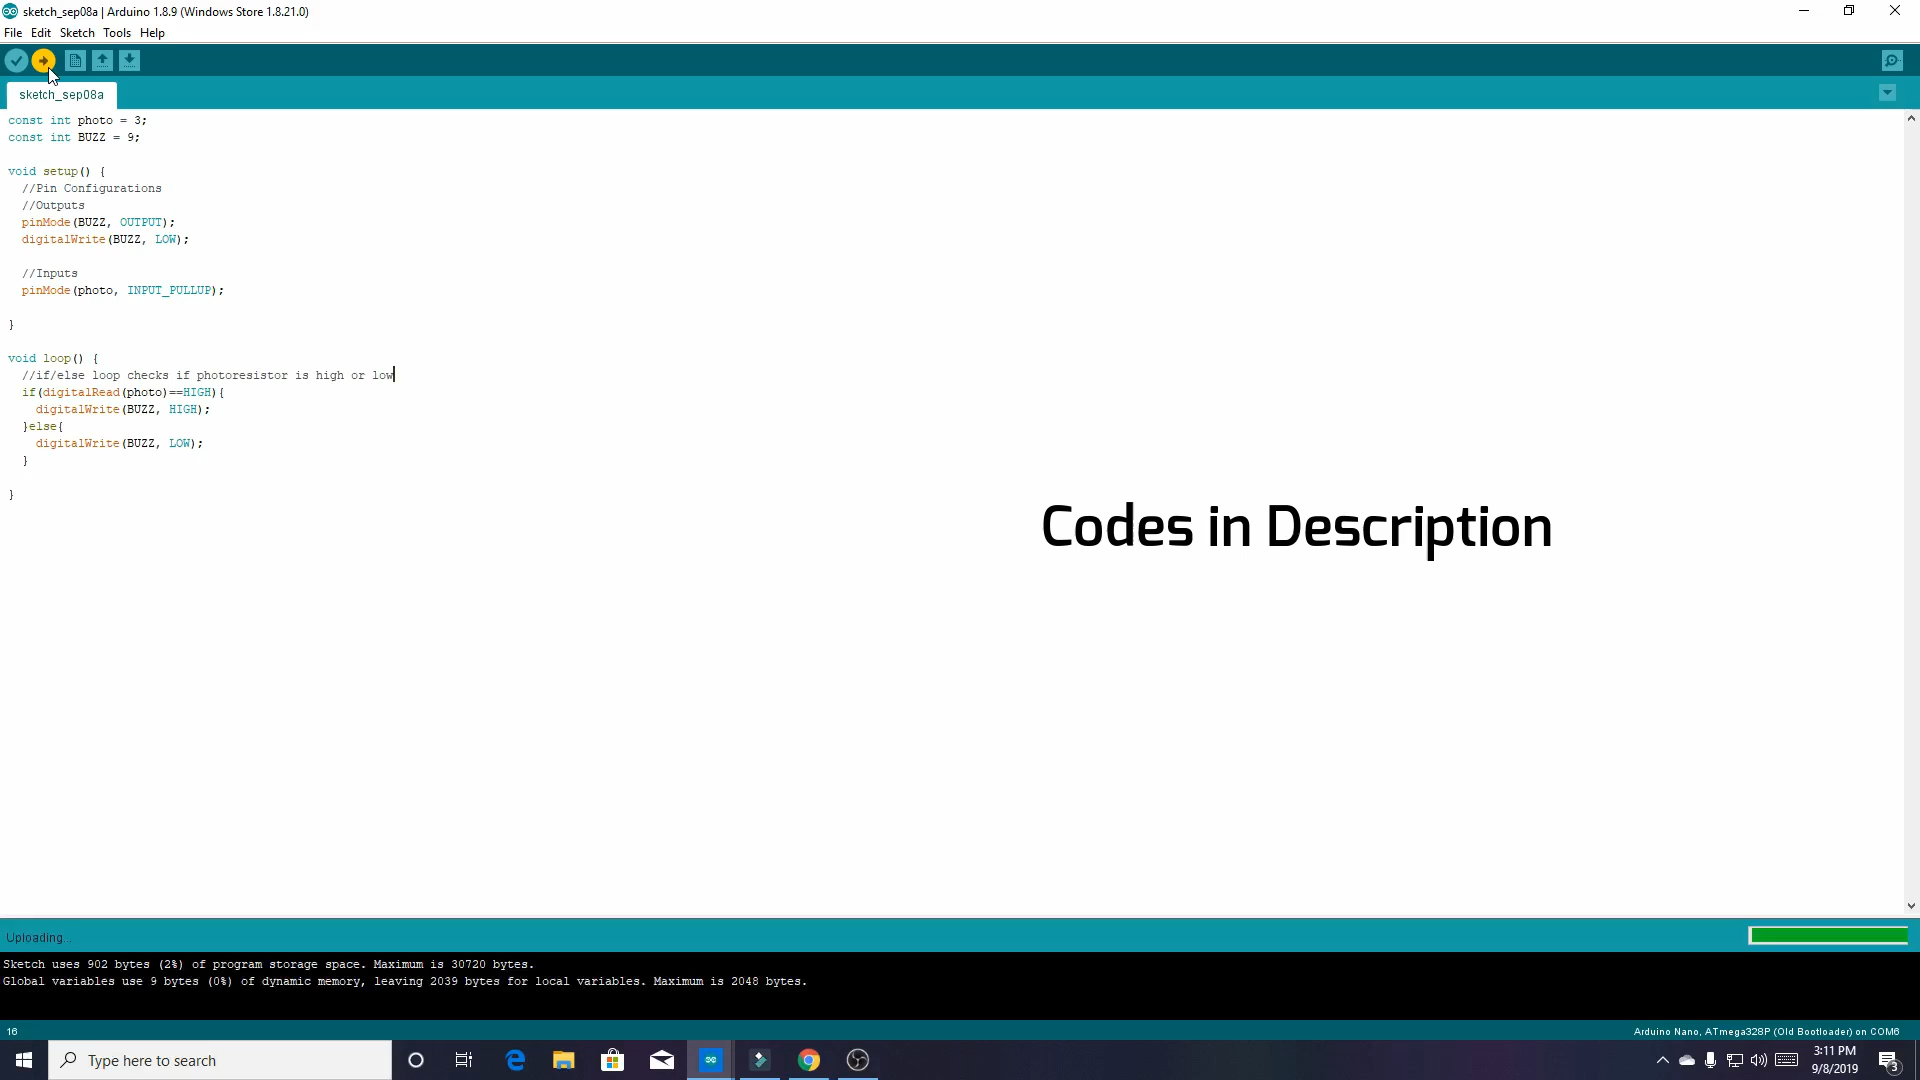 sketch_sep08a | Arduino 1.8.9 (Windows Store 1.8.21.0)
File Edit Sketch Tools Help
sketch_sep08a
const int photo = 3;
const int BUZZ = 9;
void setup() {
//Pin Configurations
//Outputs
pinMode(BUZZ, OUTPUT);
digitalWrite(BUZZ, LOW);
//Inputs
pinMode(photo, INPUT_PULLUP);
}
void loop() {
//if/else loop checks if photoresistor is high or low
if(digitalRead(photo)==HIGH){
digitalWrite(BUZZ, HIGH);
}else{
digitalWrite(BUZZ, LOW);
}
}
Codes in Description
Uploading...
Sketch uses 902 bytes (2%) of program storage space. Maximum is 30720 bytes.
Global variables use 9 bytes (0%) of dynamic memory, leaving 2039 bytes for local variables. Maximum is 2048 bytes.
16
Arduino Nano, ATmega328P (Old Bootloader) on COM6
Type here to search
3:11 PM
9/8/2019
3